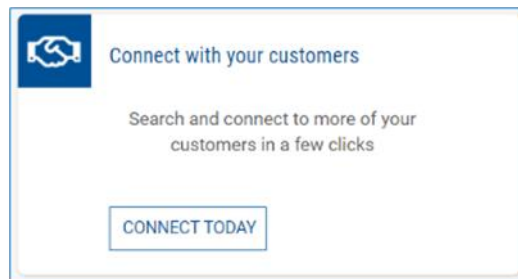 Connect with your customers
Search and connect to more of your
customers in a few clicks
CONNECT TODAY